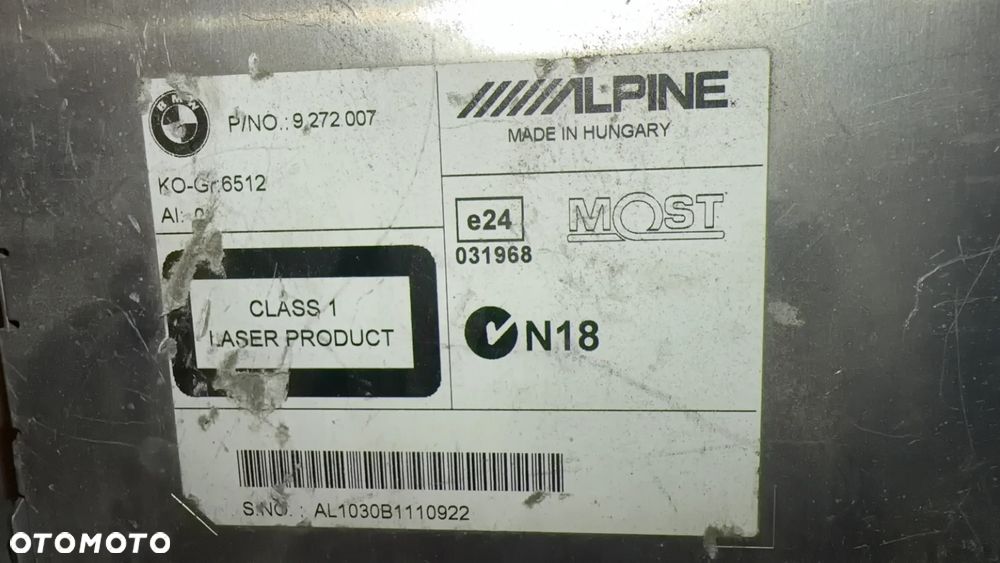 BMW
P/NO.: 9.272.007
KO-Gr.6512
AI:
CLASS 1
LASER PRODUCT
ALPINE
MADE IN HUNGARY
e24
031968
MOST
N18
S.NO. : AL1030B1110922
OTOMOTO